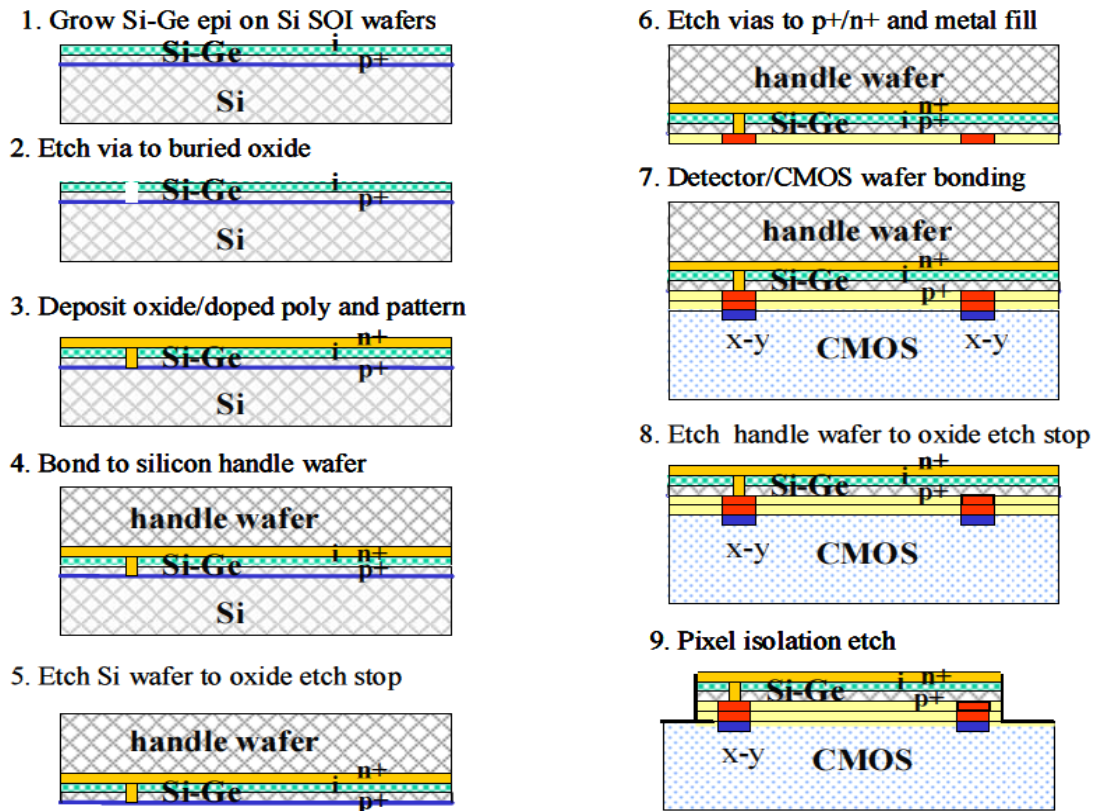 1. Grow Si-Ge epi on Si SOI wafers
i
Si-Ge
p+
Si
2. Etch via to buried oxide
i
Si-Ge
p+
Si
3. Deposit oxide/doped poly and pattern
n+
Si-Ge
i
p+
Si
4. Bond to silicon handle wafer
handle wafer
i n+
Si-Ge
p+
Si
5. Etch Si wafer to oxide etch stop
handle wafer
n+
i
Si-Ge
p+
6. Etch vias to p+/n+ and metal fill
handle wafer
n+
Si-Ge
i p+
7. Detector/CMOS wafer bonding
handle wafer
n+
i
Si-Ge
p+
x-y
CMOS
x-y
8. Etch handle wafer to oxide etch stop
n+
i
Si-Ge
p+
x-y
CMOS
9. Pixel isolation etch
n+
i
Si-Ge
p+
x-y
CMOS